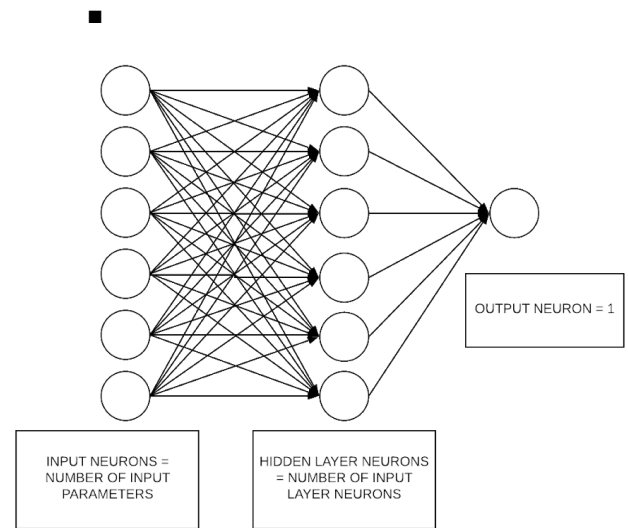 OUTPUT NEURON = 1
INPUT NEURONS =
NUMBER OF INPUT
PARAMETERS
HIDDEN LAYER NEURONS
= NUMBER OF INPUT
LAYER NEURONS